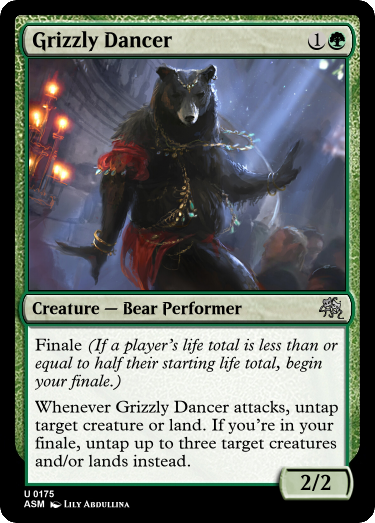 Grizzly Dancer 1
Creature — Bear Performer
Finale (If a player's life total is less than or
equal to half their starting life total, begin
your finale.)
Whenever Grizzly Dancer attacks, untap
target creature or land. If you're in your
finale, untap up to three target creatures
and/or lands instead.
2/2
U 0175
ASM Lily Abdullina